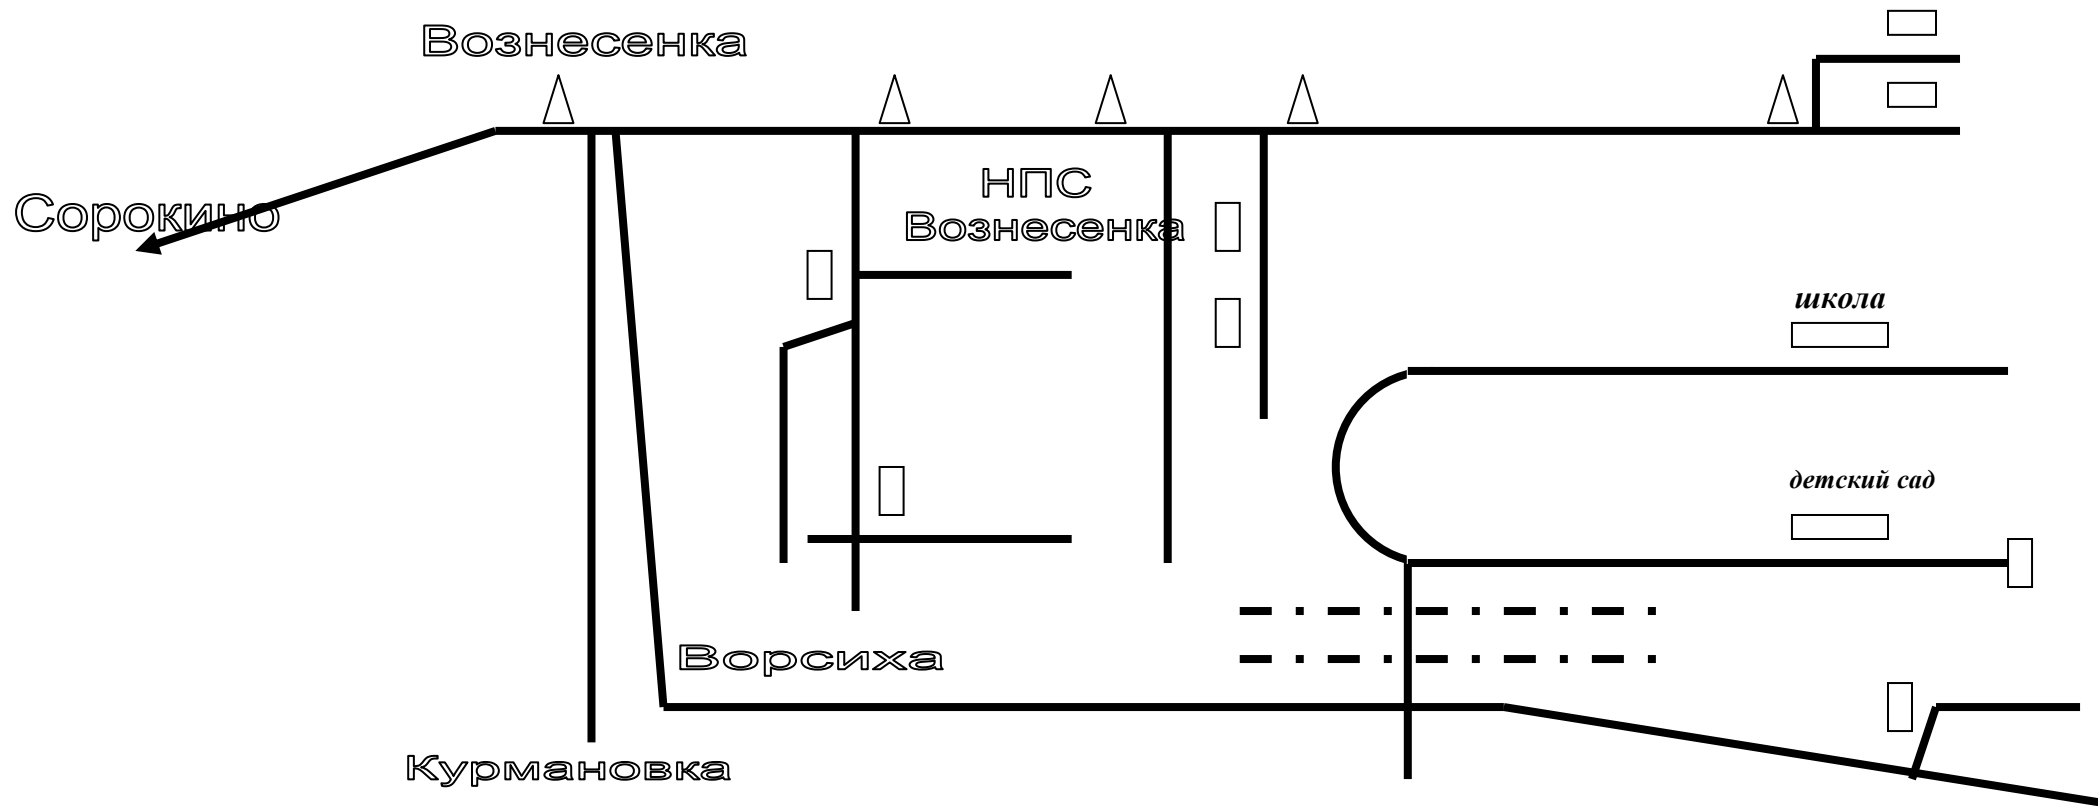 Вознесенка
НПС
Вознесенка
Сорокино
школа
детский сад
Ворсиха
Курмановка